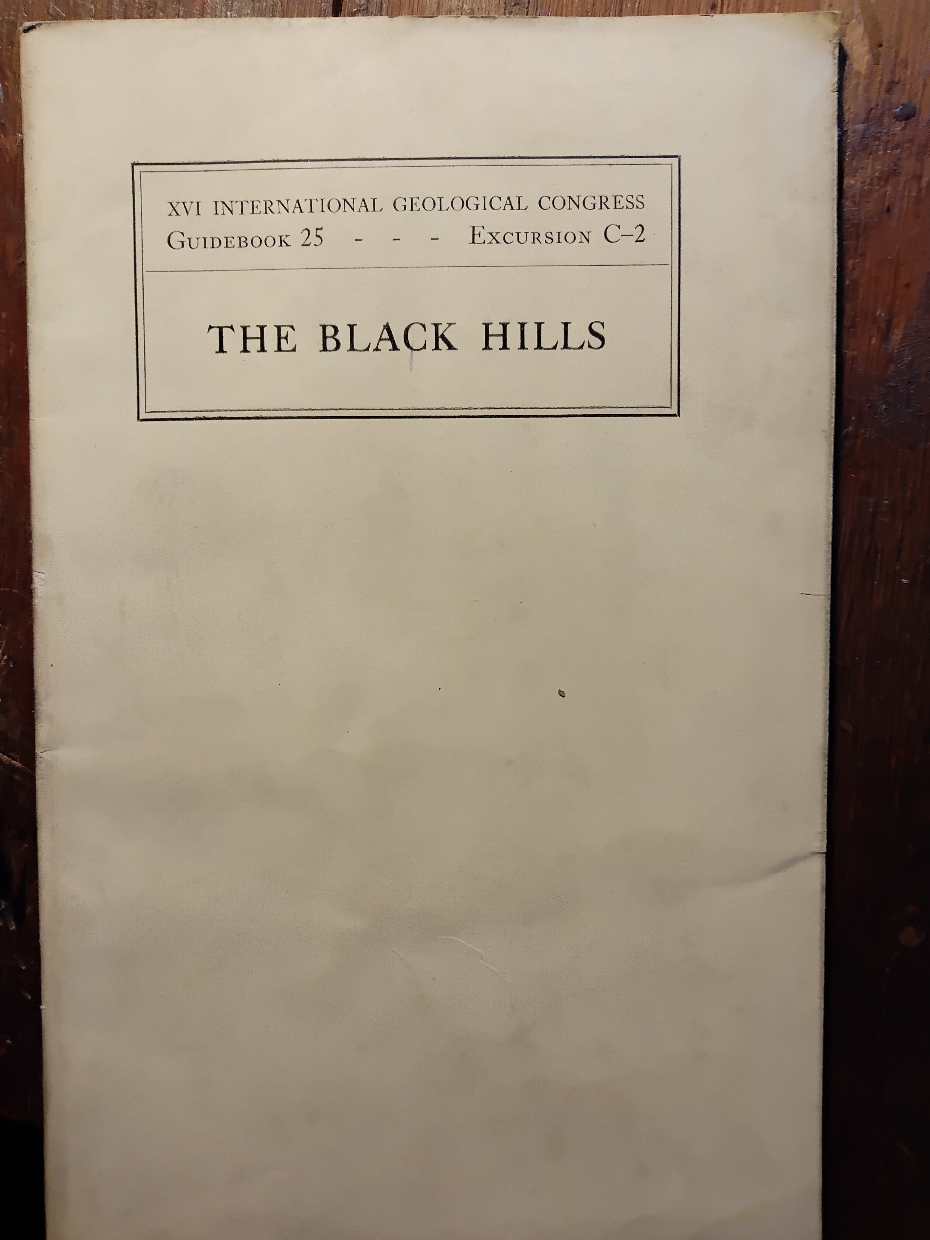 XVI INTERNATIONAL GEOLOGICAL CONGRESS
GUIDEBOOK 25 - - - EXCURSION C–2
THE BLACK HILLS